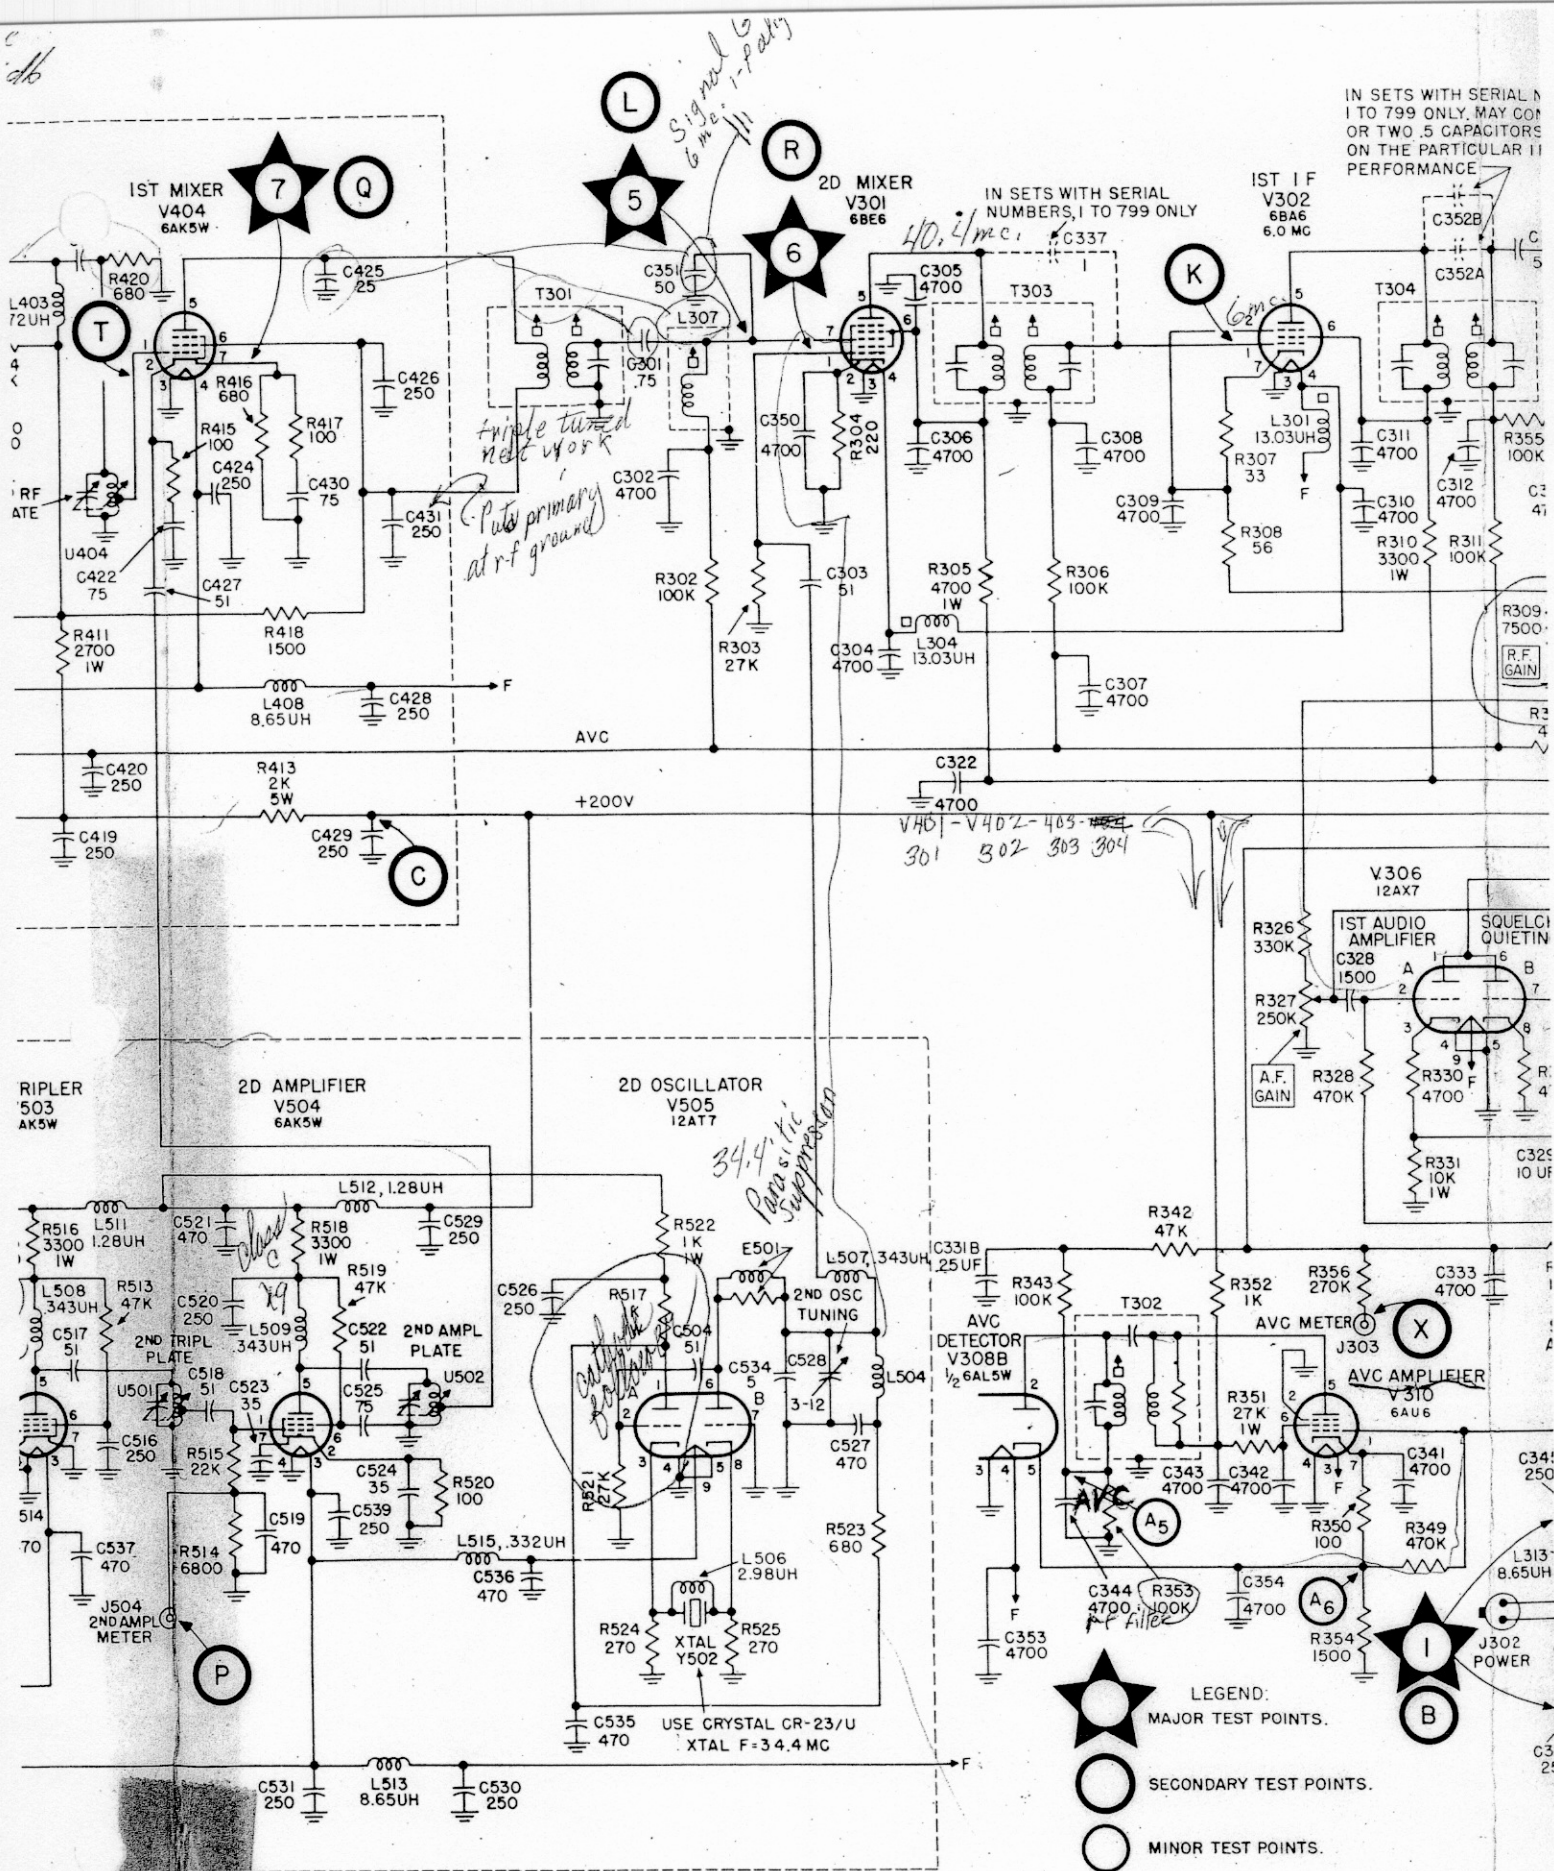 db
IN SETS WITH SERIAL
1 TO 799 ONLY, MAY
OR TWO .5 CAPACITORS
ON THE PARTICULAR
PERFORMANCE
Signal
6 mc.
L
5
R
6
7
Q
T
K
1ST MIXER
V404
6AK5W
2D MIXER
V301
6BE6
IN SETS WITH SERIAL
NUMBERS, 1 TO 799 ONLY
40.4 mc.
C337
1
1ST IF
V302
6BA6
6.0 MC
6 mc.
C352B
C352A
R420
680
L403
72UH
C425
25
C351
50
L307
T301
C301
.75
C305
4700
T303
T304
C426
250
R416
680
R415
100
R417
100
C424
250
C430
75
C431
250
triple tuned
network
Puts primary
at r-f ground
C302
4700
C350
4700
R304
220
C306
4700
C308
4700
C309
4700
R307
33
L301
13.03UH
F
C311
4700
C312
4700
R355
100K
C310
4700
R308
56
R310
3300
1W
R311
100K
RF
U404
C422
75
C427
51
R411
2700
1W
R418
1500
R302
100K
R303
27K
C303
51
R305
4700
1W
R306
100K
C304
4700
L304
13.03UH
C307
4700
R309
7500
R.F.
GAIN
L408
8.65UH
C428
250
F
AVC
C420
250
R413
2K
5W
+200V
C322
4700
C419
250
C429
250
C
V401-V402-403-
301 302 303 304
V306
12AX7
1ST AUDIO
AMPLIFIER
A
B
R326
330K
C328
1500
R327
250K
A.F.
GAIN
R328
470K
R330
4700
F
R331
10K
1W
2D AMPLIFIER
V504
6AK5W
2D OSCILLATOR
V505
12AT7
34.4
Parasitic
Suppression
L511
1.28UH
R516
3300
1W
C521
470
class
C
L512, 1.28UH
R518
3300
1W
C529
250
R522
1K
1W
E501
L507, .343UH
C331B
.25UF
R342
47K
L508
.343UH
R513
47K
C520
250
L509
.343UH
R519
47K
C526
250
R517
1K
2ND OSC
TUNING
R343
100K
R352
1K
R356
270K
C333
4700
C517
51
2ND TRIPL
PLATE
C518
51
U501
C522
51
2ND AMPL
PLATE
U502
cathode
follower
C504
51
C534
5
C528
3-12
L504
AVC
DETECTOR
V308B
½ 6AL5W
T302
AVC METER
J303
X
AVC AMPLIFIER
V310
6AU6
C523
35
C525
75
C516
250
R515
22K
C524
35
R520
100
A
B
R521
27K
C527
470
R351
27K
1W
C343
4700
C342
4700
C341
4700
AVC
A5
C537
470
R514
6800
C519
470
C539
250
L515, .332UH
C536
470
L506
2.98UH
R523
680
R350
100
R349
470K
L313
8.65UH
J504
2ND AMPL
METER
P
R524
270
XTAL
Y502
R525
270
C344
4700
R353
100K
rf filter
C354
4700
A6
R354
1500
F
C353
4700
1
B
J302
POWER
C535
470
USE CRYSTAL CR-23/U
XTAL F=34.4 MC
LEGEND:
MAJOR TEST POINTS.
C531
250
L513
8.65UH
C530
250
F
SECONDARY TEST POINTS.
MINOR TEST POINTS.